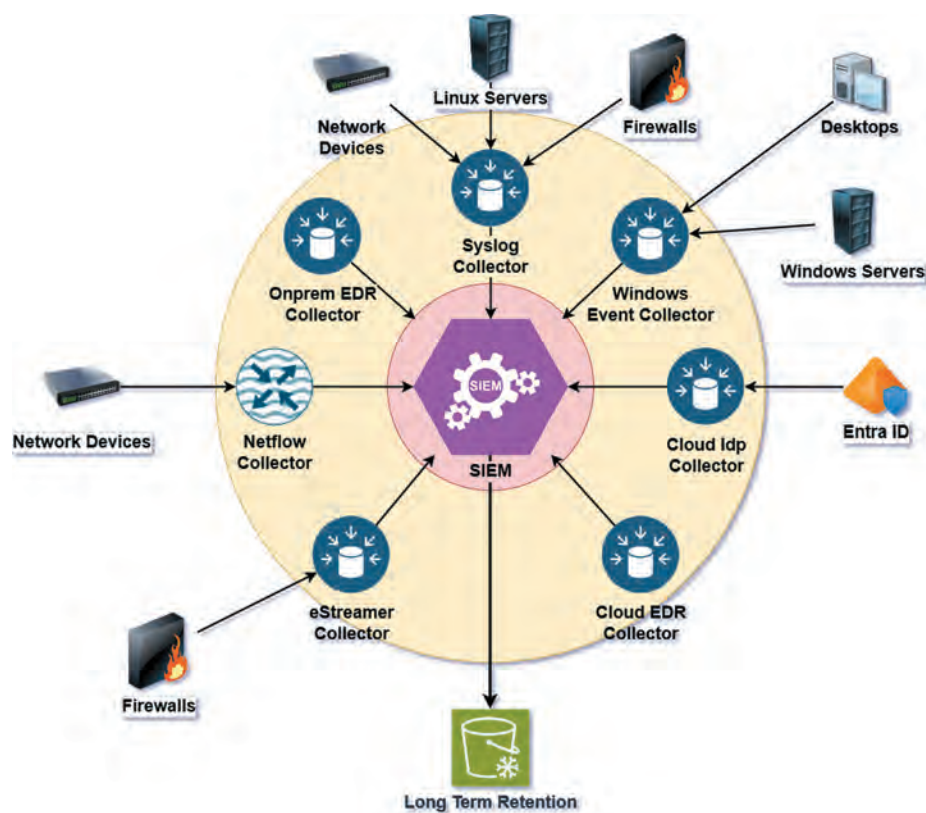 Linux Servers
Network
Devices
Firewalls
Desktops
Syslog
Collector
Windows Servers
Onprem EDR
Collector
Windows
Event Collector
SIEM
Network Devices
Netflow
Collector
SIEM
Cloud Idp
Collector
Entra ID
eStreamer
Collector
Cloud EDR
Collector
Firewalls
Long Term Retention